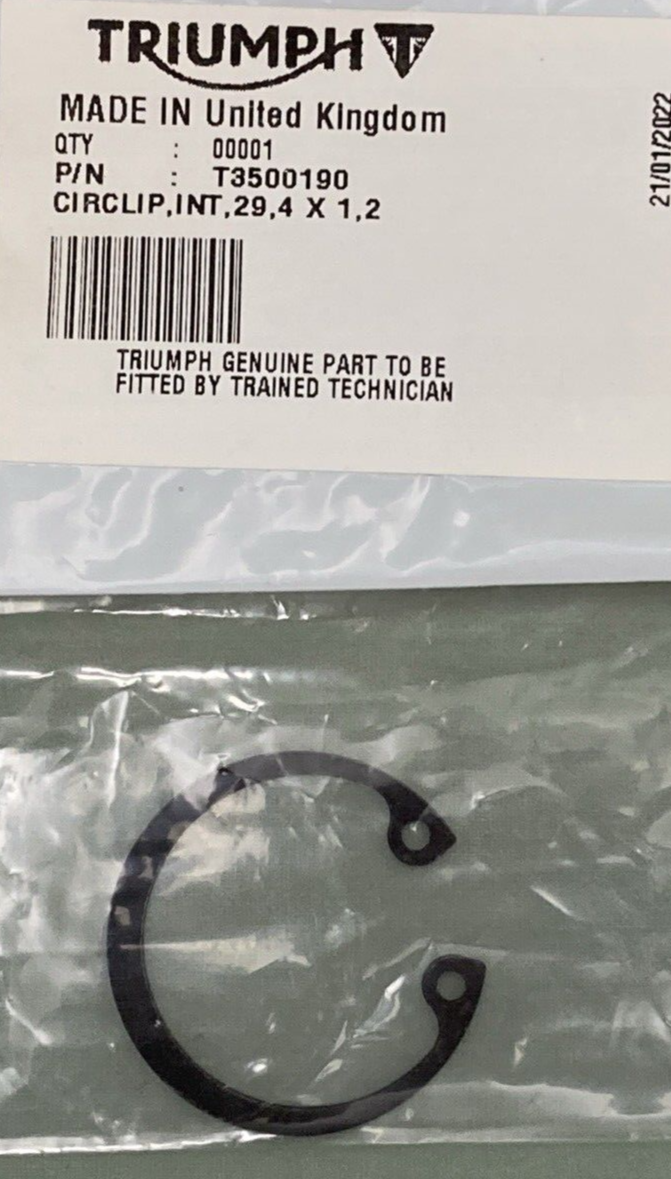 TRIUMPH T
MADE IN United Kingdom
QTY : 00001
P/N : T3500190
CIRCLIP,INT,29,4 X 1,2
TRIUMPH GENUINE PART TO BE
FITTED BY TRAINED TECHNICIAN
21/01/2022